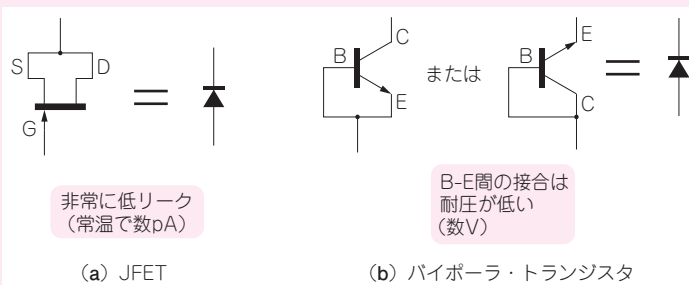 S
D
G
非常に低リーク
（常温で数pA）
（a）JFET
B
C
E
または
B
E
C
B-E間の接合は
耐圧が低い
（数V）
（b）バイポーラ・トランジスタ